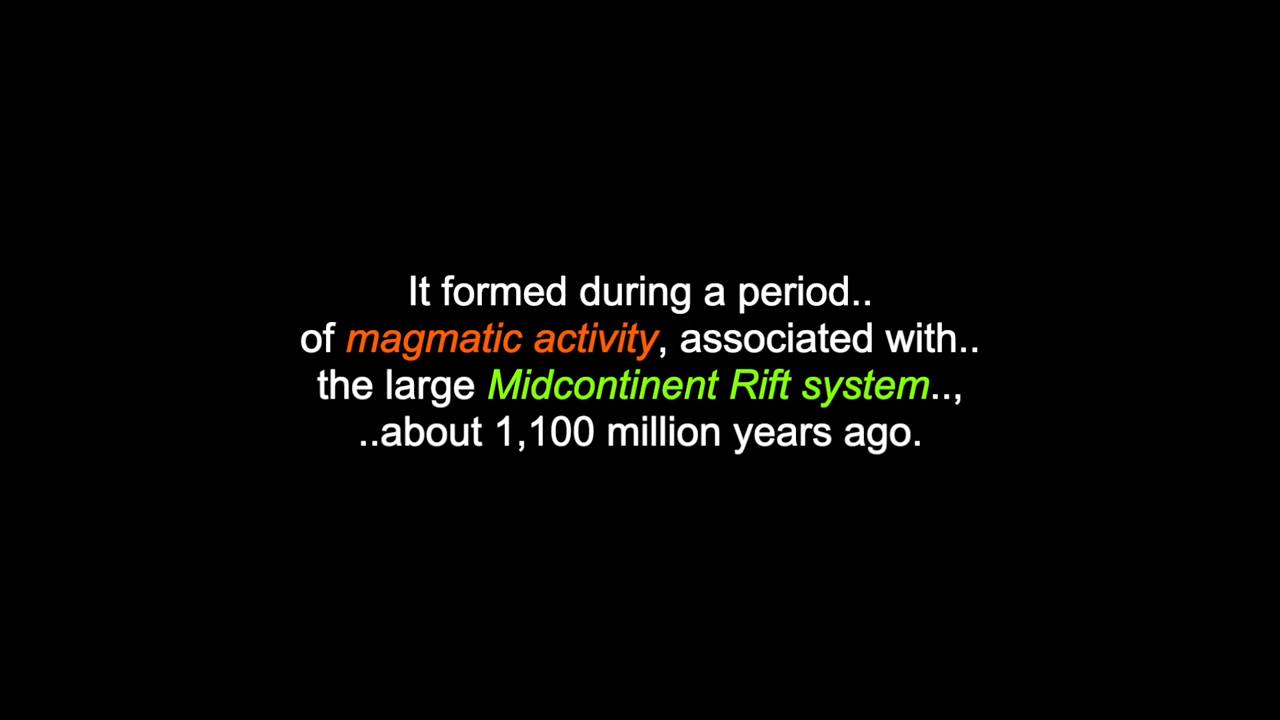 It formed during a period..
of magmatic activity, associated with..
the large Midcontinent Rift system..,
..about 1,100 million years ago.